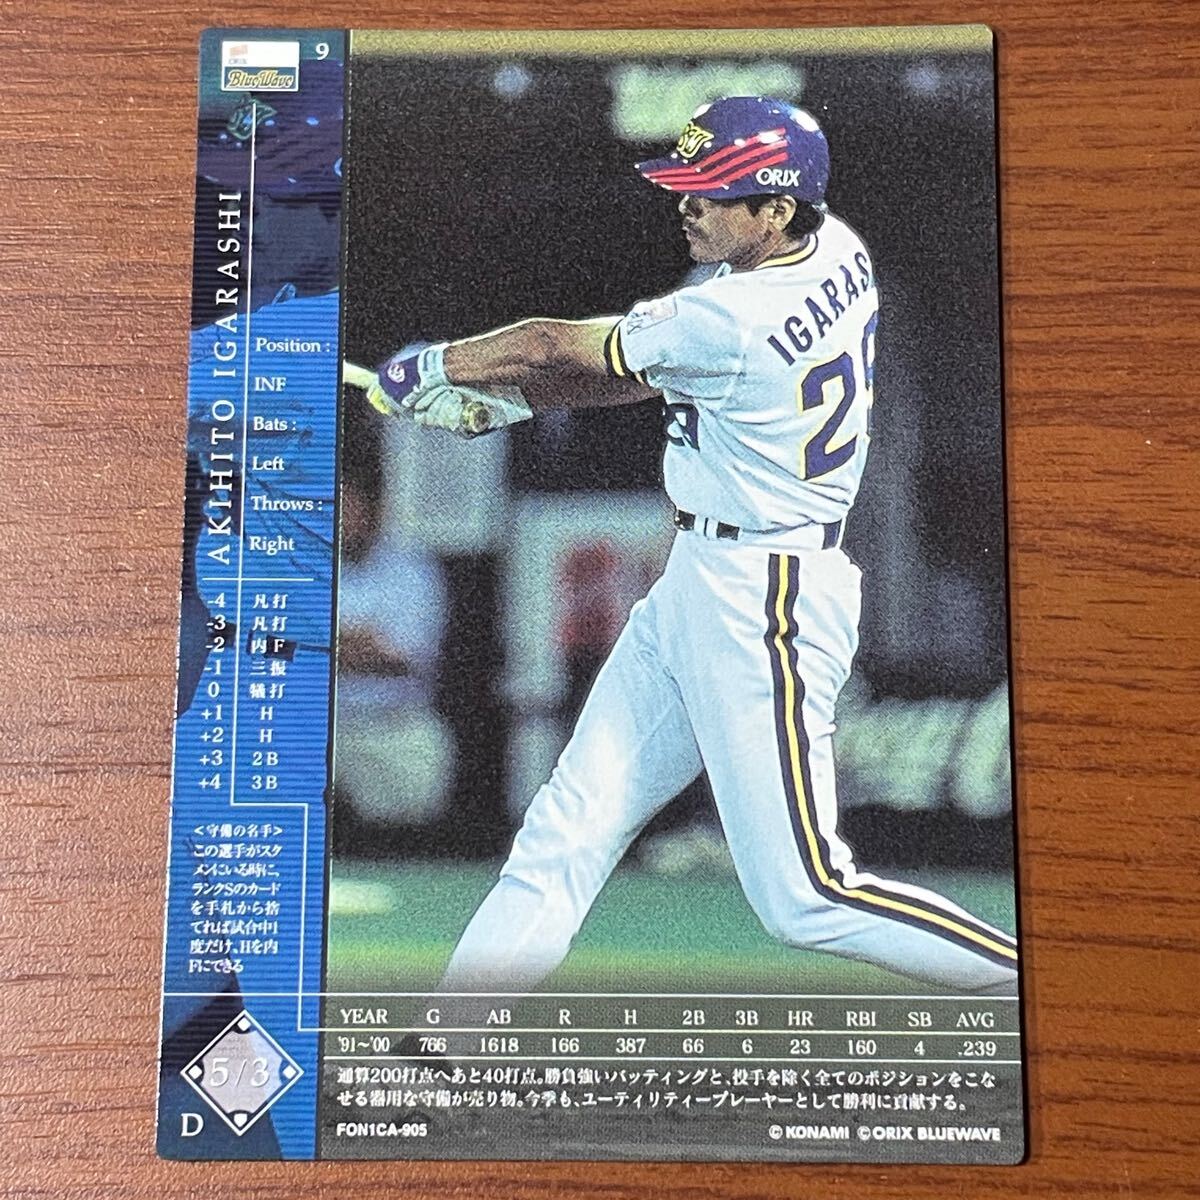 ORIX
BlueWave
9
AKIHITO IGARASHI
Position :
INF
Bats :
Left
Throws :
Right
-4 凡打
-3 凡打
-2 内F
-1 三振
0 犠打
+1 H
+2 H
+3 2B
+4 3B
<守備の名手>
この選手がスタ
メンにいる時に、
ランクSのカード
を手札から捨
てれば試合中1
度だけ、Hを内
Fにできる
5/3
D
BW
ORIX
IGARAS
29
YEAR G AB R H 2B 3B HR RBI SB AVG
'91〜'00 766 1618 166 387 66 6 23 160 4 .239
通算200打点へあと40打点。勝負強いバッティングと、投手を除く全てのポジションをこな
せる器用な守備が売り物。今季も、ユーティリティープレーヤーとして勝利に貢献する。
FON1CA-905
©KONAMI ©ORIX BLUEWAVE